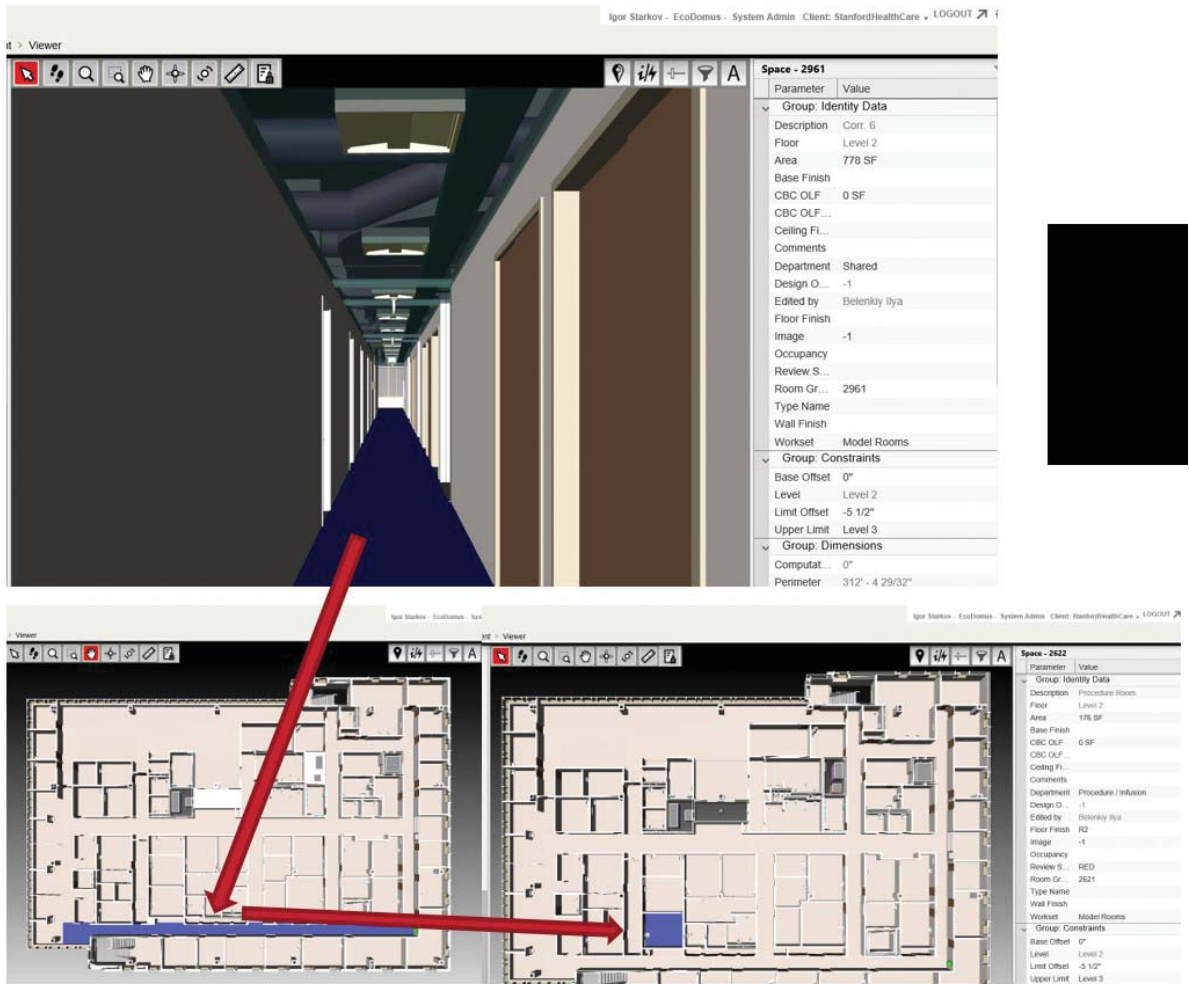 Igor Starkov - EcoDomus - System Admin Client: StanfordHealthCare LOGOUT
nt > Viewer
A
Space - 2961
Parameter Value
Group: Identity Data
Description Corr. 6
Floor Level 2
Area 778 SF
Base Finish
CBC OLF 0 SF
CBC OLF...
Ceiling Fi...
Comments
Department Shared
Design O... -1
Edited by Belenkiy Ilya
Floor Finish
Image -1
Occupancy
Review S...
Room Gr... 2961
Type Name
Wall Finish
Workset Model Rooms
Group: Constraints
Base Offset 0"
Level Level 2
Limit Offset -5 1/2"
Upper Limit Level 3
Group: Dimensions
Computat... 0"
Perimeter 312' - 4 29/32"
Igor Starkov - EcoDomus - Sys
> Viewer
A
Igor Starkov - EcoDomus - System Admin Client: StanfordHealthCare LOGOUT
ent > Viewer
A
Space - 2622
Parameter Value
Group: Identity Data
Description Procedure Room
Floor Level 2
Area 176 SF
Base Finish
CBC OLF 0 SF
CBC OLF...
Ceiling Fi...
Comments
Department Procedure / Infusion
Design O... -1
Edited by Belenkiy Ilya
Floor Finish R2
Image -1
Occupancy
Review S... RED
Room Gr... 2621
Type Name
Wall Finish
Workset Model Rooms
Group: Constraints
Base Offset 0"
Level Level 2
Limit Offset -5 1/2"
Upper Limit Level 3